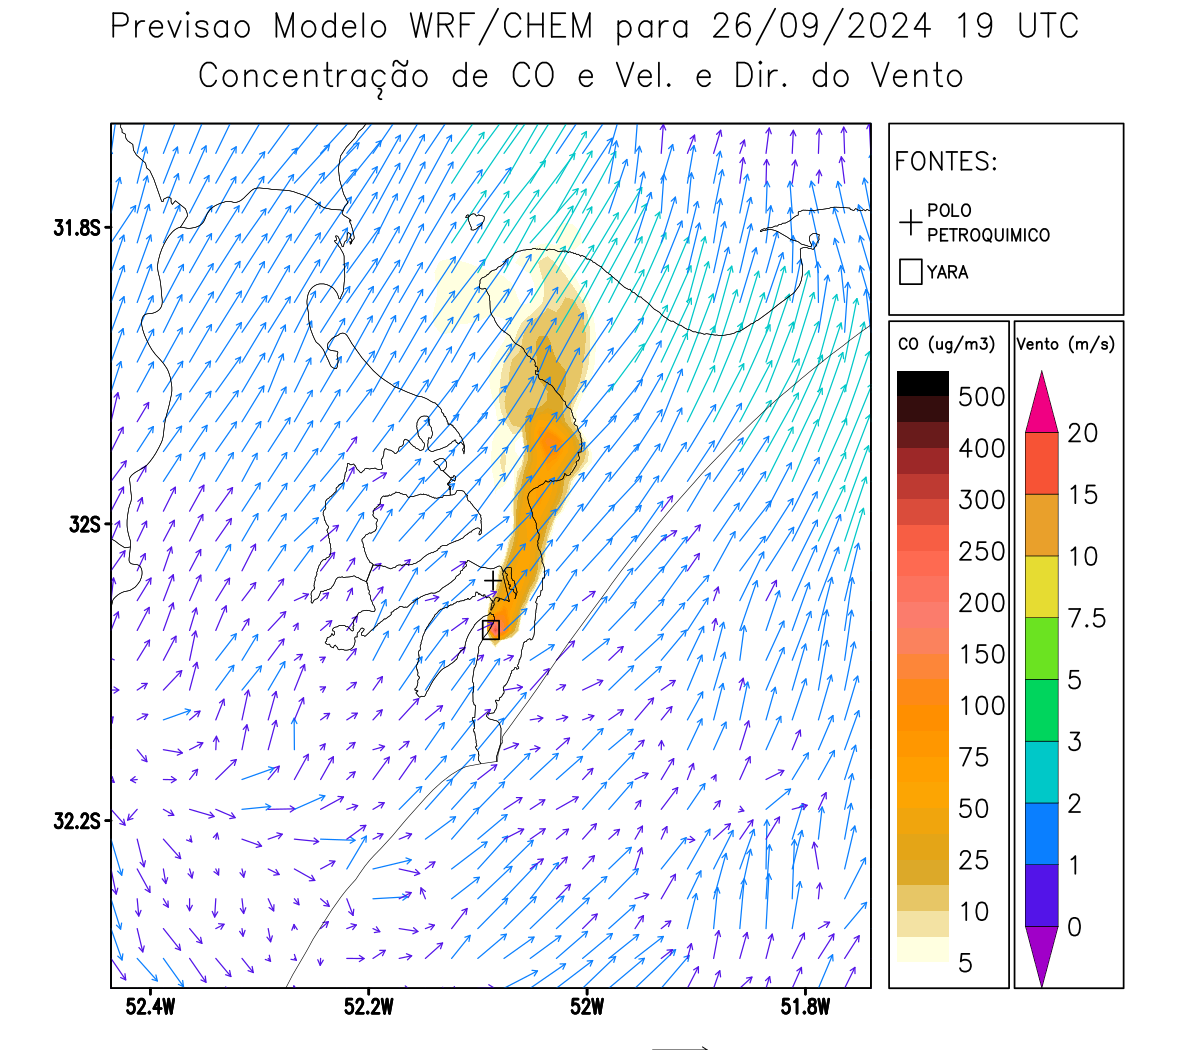 Previsao Modelo WRF/CHEM para 26/09/2024 19 UTC
Concentração de CO e Vel. e Dir. do Vento
FONTES:
POLO
PETROQUIMICO
YARA
31.8S
32S
32.2S
52.4W
52.2W
52W
51.8W
CO (ug/m3)
500
400
300
250
200
150
100
75
50
25
10
5
Vento (m/s)
20
15
10
7.5
5
3
2
1
0